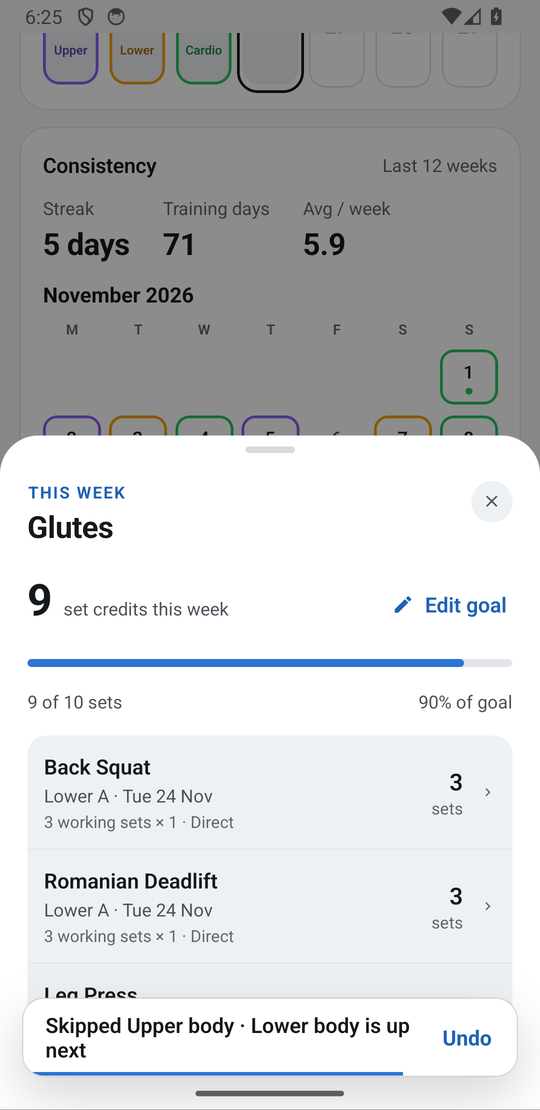 6:25
Upper
Lower
Cardio
Consistency
Last 12 weeks
Streak
Training days
Avg / week
5 days
71
5.9
November 2026
M T W T F S S
1
THIS WEEK
Glutes
9 set credits this week
Edit goal
9 of 10 sets
90% of goal
Back Squat
Lower A · Tue 24 Nov
3 working sets × 1 · Direct
3
sets
Romanian Deadlift
Lower A · Tue 24 Nov
3 working sets × 1 · Direct
3
sets
Leg Press
Skipped Upper body · Lower body is up
next
Undo